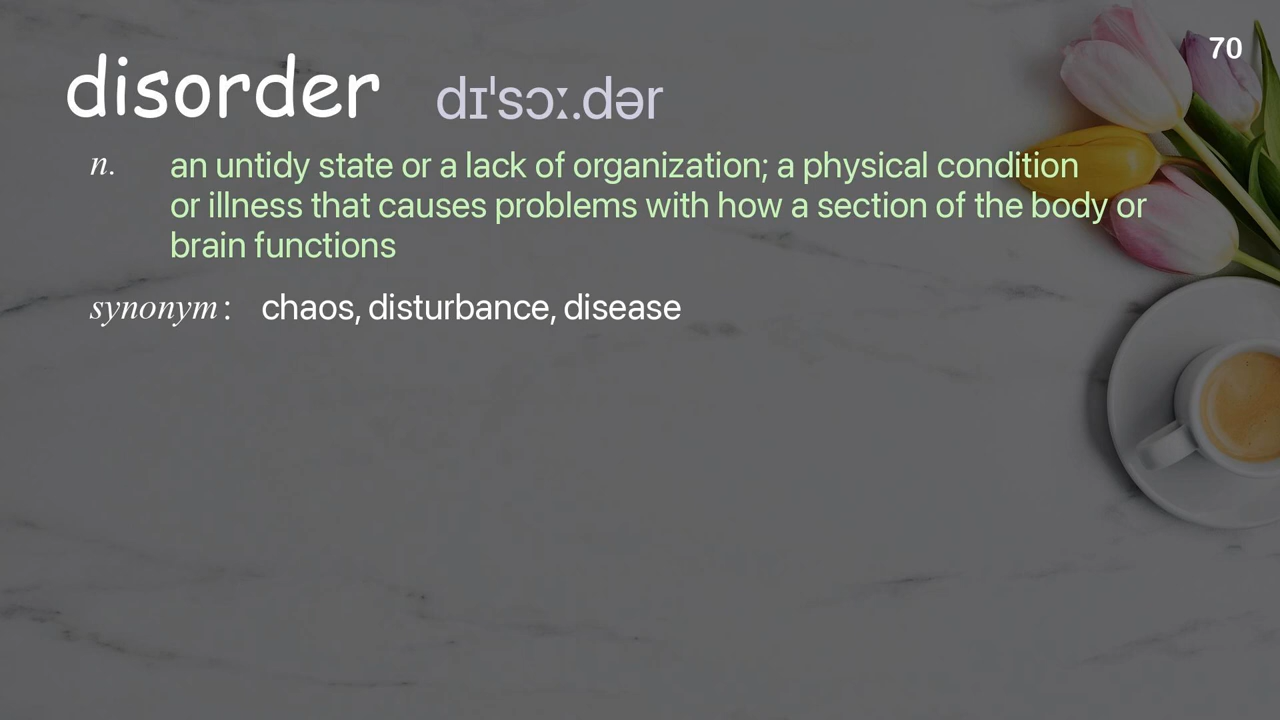 70
disorder dɪˈsɔː.dər
n. an untidy state or a lack of organization; a physical condition
or illness that causes problems with how a section of the body or
brain functions
synonym: chaos, disturbance, disease